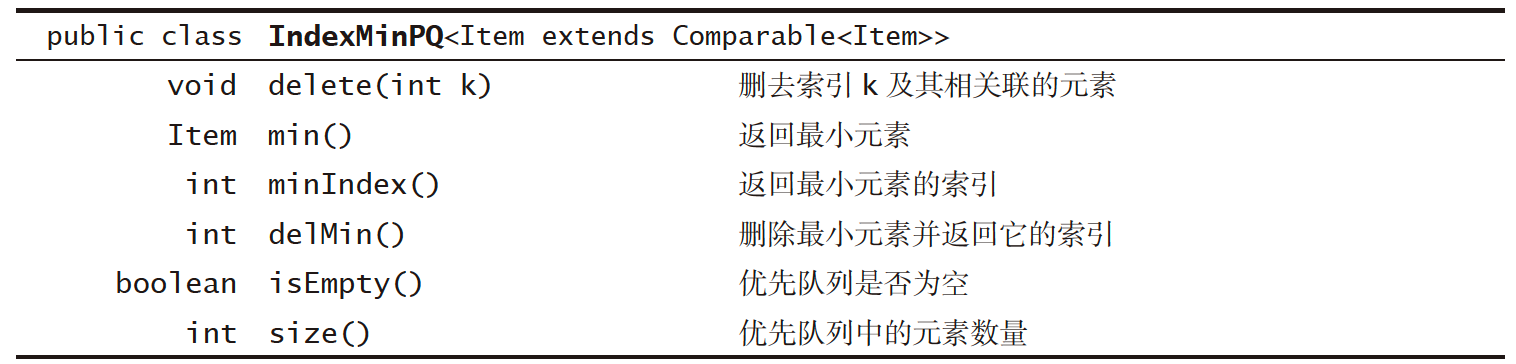 public class IndexMinPQ<Item extends Comparable<Item>>
void delete(int k) 删去索引 k 及其相关联的元素
Item min() 返回最小元素
int minIndex() 返回最小元素的索引
int delMin() 删除最小元素并返回它的索引
boolean isEmpty() 优先队列是否为空
int size() 优先队列中的元素数量